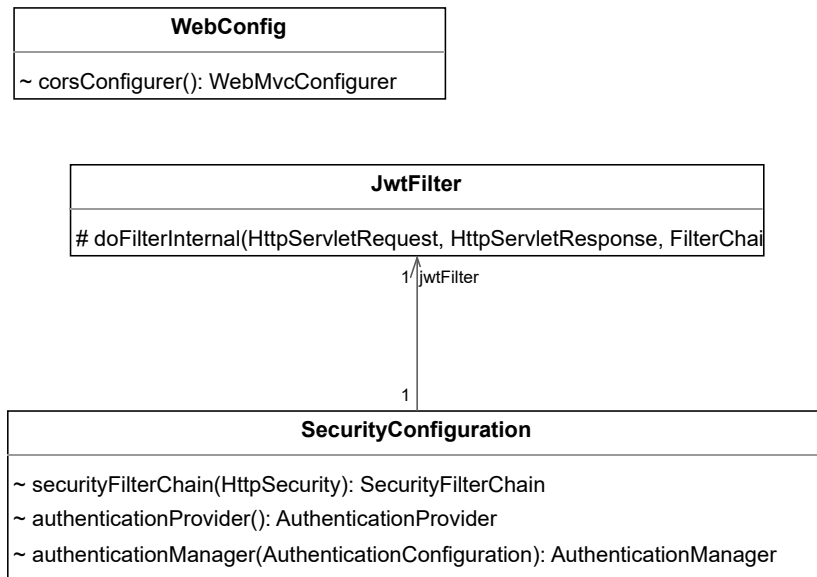 WebConfig
~ corsConfigurer(): WebMvcConfigurer
JwtFilter
# doFilterInternal(HttpServletRequest, HttpServletResponse, FilterChai
1 jwtFilter
1
SecurityConfiguration
~ securityFilterChain(HttpSecurity): SecurityFilterChain
~ authenticationProvider(): AuthenticationProvider
~ authenticationManager(AuthenticationConfiguration): AuthenticationManager